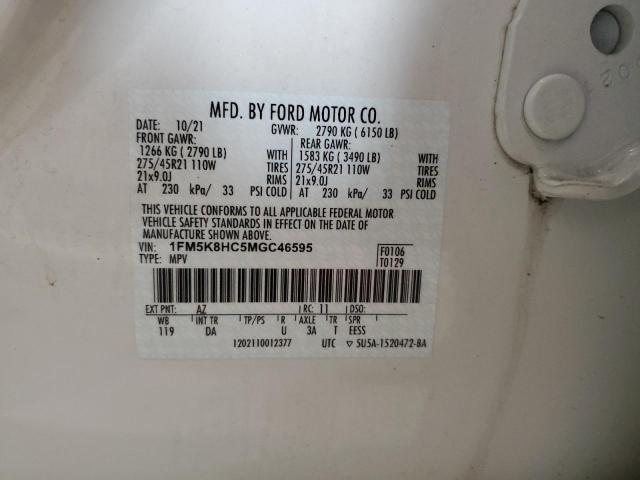 MFD. BY FORD MOTOR CO.
DATE: 10/21 GVWR: 2790 KG ( 6150 LB)
FRONT GAWR: REAR GAWR:
1266 KG ( 2790 LB) WITH 1583 KG ( 3490 LB) WITH
275/45R21 110W TIRES 275/45R21 110W TIRES
21x9.0J RIMS 21x9.0J RIMS
AT 230 kPa/ 33 PSI COLD AT 230 kPa/ 33 PSI COLD
THIS VEHICLE CONFORMS TO ALL APPLICABLE FEDERAL MOTOR
VEHICLE SAFETY STANDARDS IN EFFECT ON THE DATE OF
MANUFACTURE SHOWN ABOVE.
VIN: 1FM5K8HC5MGC46595 F0106
TYPE: MPV T0129
EXT PNT: AZ RC: 11 DSO:
WB INT TR TP/PS R AXLE TR SPR
119 DA U 3A T EESS
1202110012377 UTC ▽ 5U5A-1520472-BA